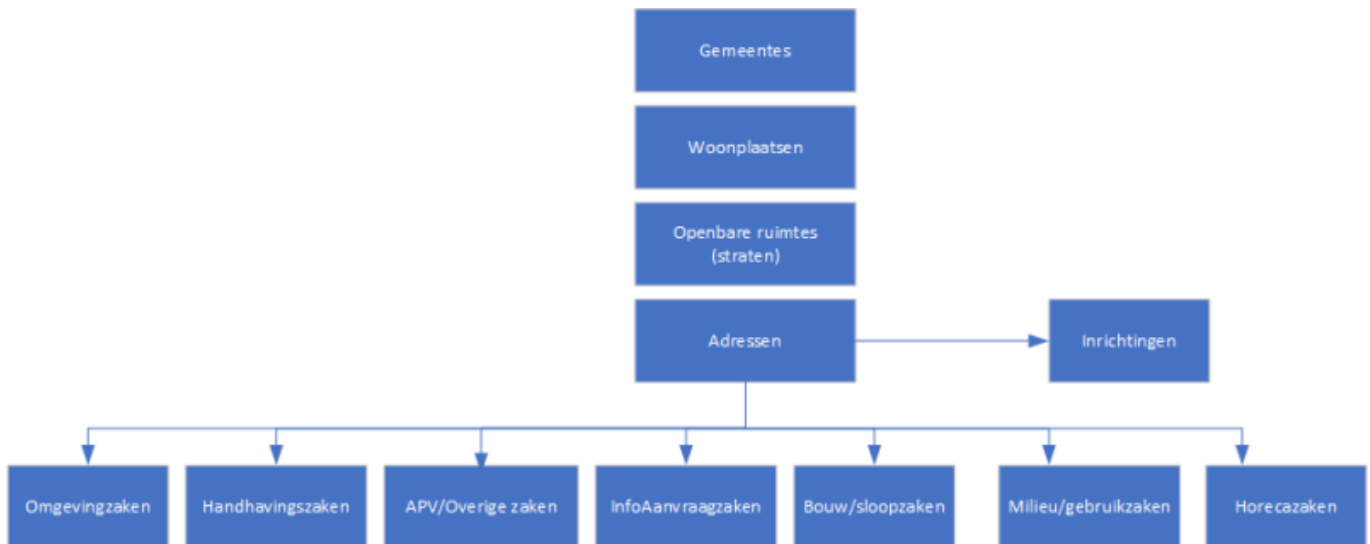 Gemeentes
Woonplaatsen
Openbare ruimtes
(straten)
Adressen
Inrichtingen
Omgevingzaken
Handhavingszaken
APV/Overige zaken
InfoAanvraagzaken
Bouw/sloopzaken
Milieu/gebruikzaken
Horecazaken